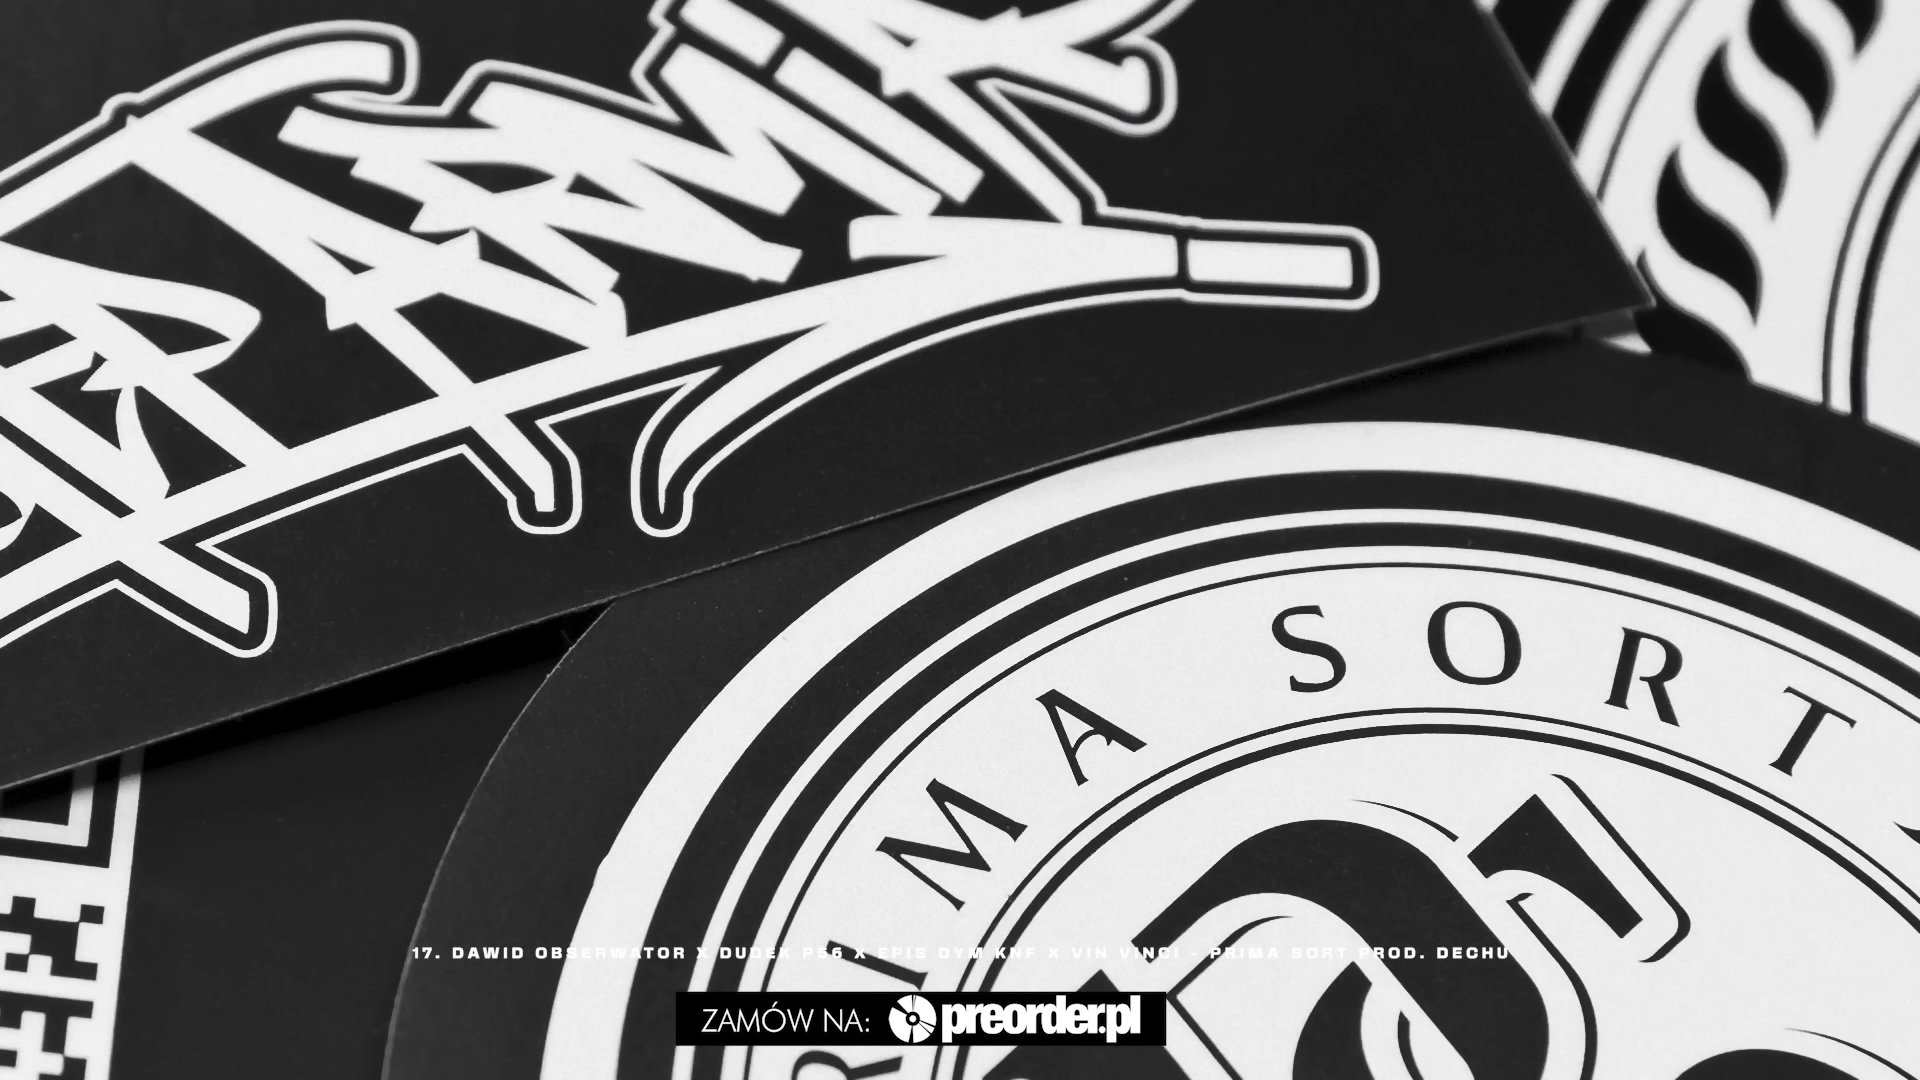 PRIMA SORT
17. DAWID OBSERWATOR X DUDEK P56 X EPIS DYM KNF X VIN VINCI - PRIMA SORT PROD. DECHU
ZAMÓW NA: preorder.pl